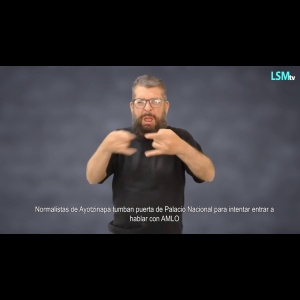 LSMtv
Normalistas de Ayotzinapa tumban puerta de Palacio Nacional para intentar entrar a
hablar con AMLO